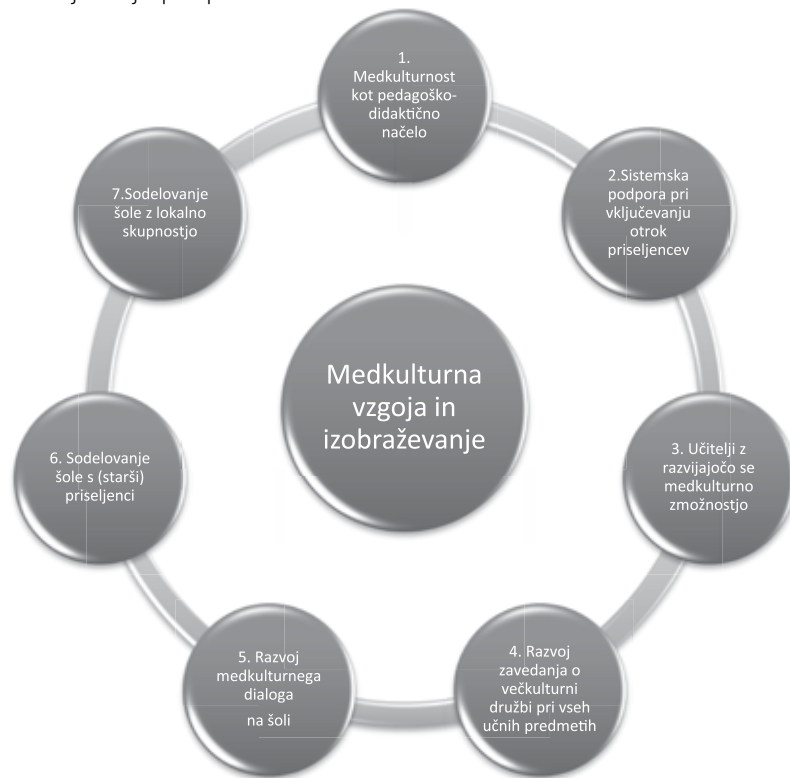 1.
Medkulturnost
kot pedagoško-
didaktično
načelo
2.Sistemska
podpora pri
vključevanju
otrok
priseljencev
3. Učitelji z
razvijajočo se
medkulturno
zmožnostjo
4. Razvoj
zavedanja o
večkulturni
družbi pri vseh
učnih predmetih
5. Razvoj
medkulturnega
dialoga
na šoli
6. Sodelovanje
šole s (starši)
priseljenci
7.Sodelovanje
šole z lokalno
skupnostjo
Medkulturna
vzgoja in
izobraževanje